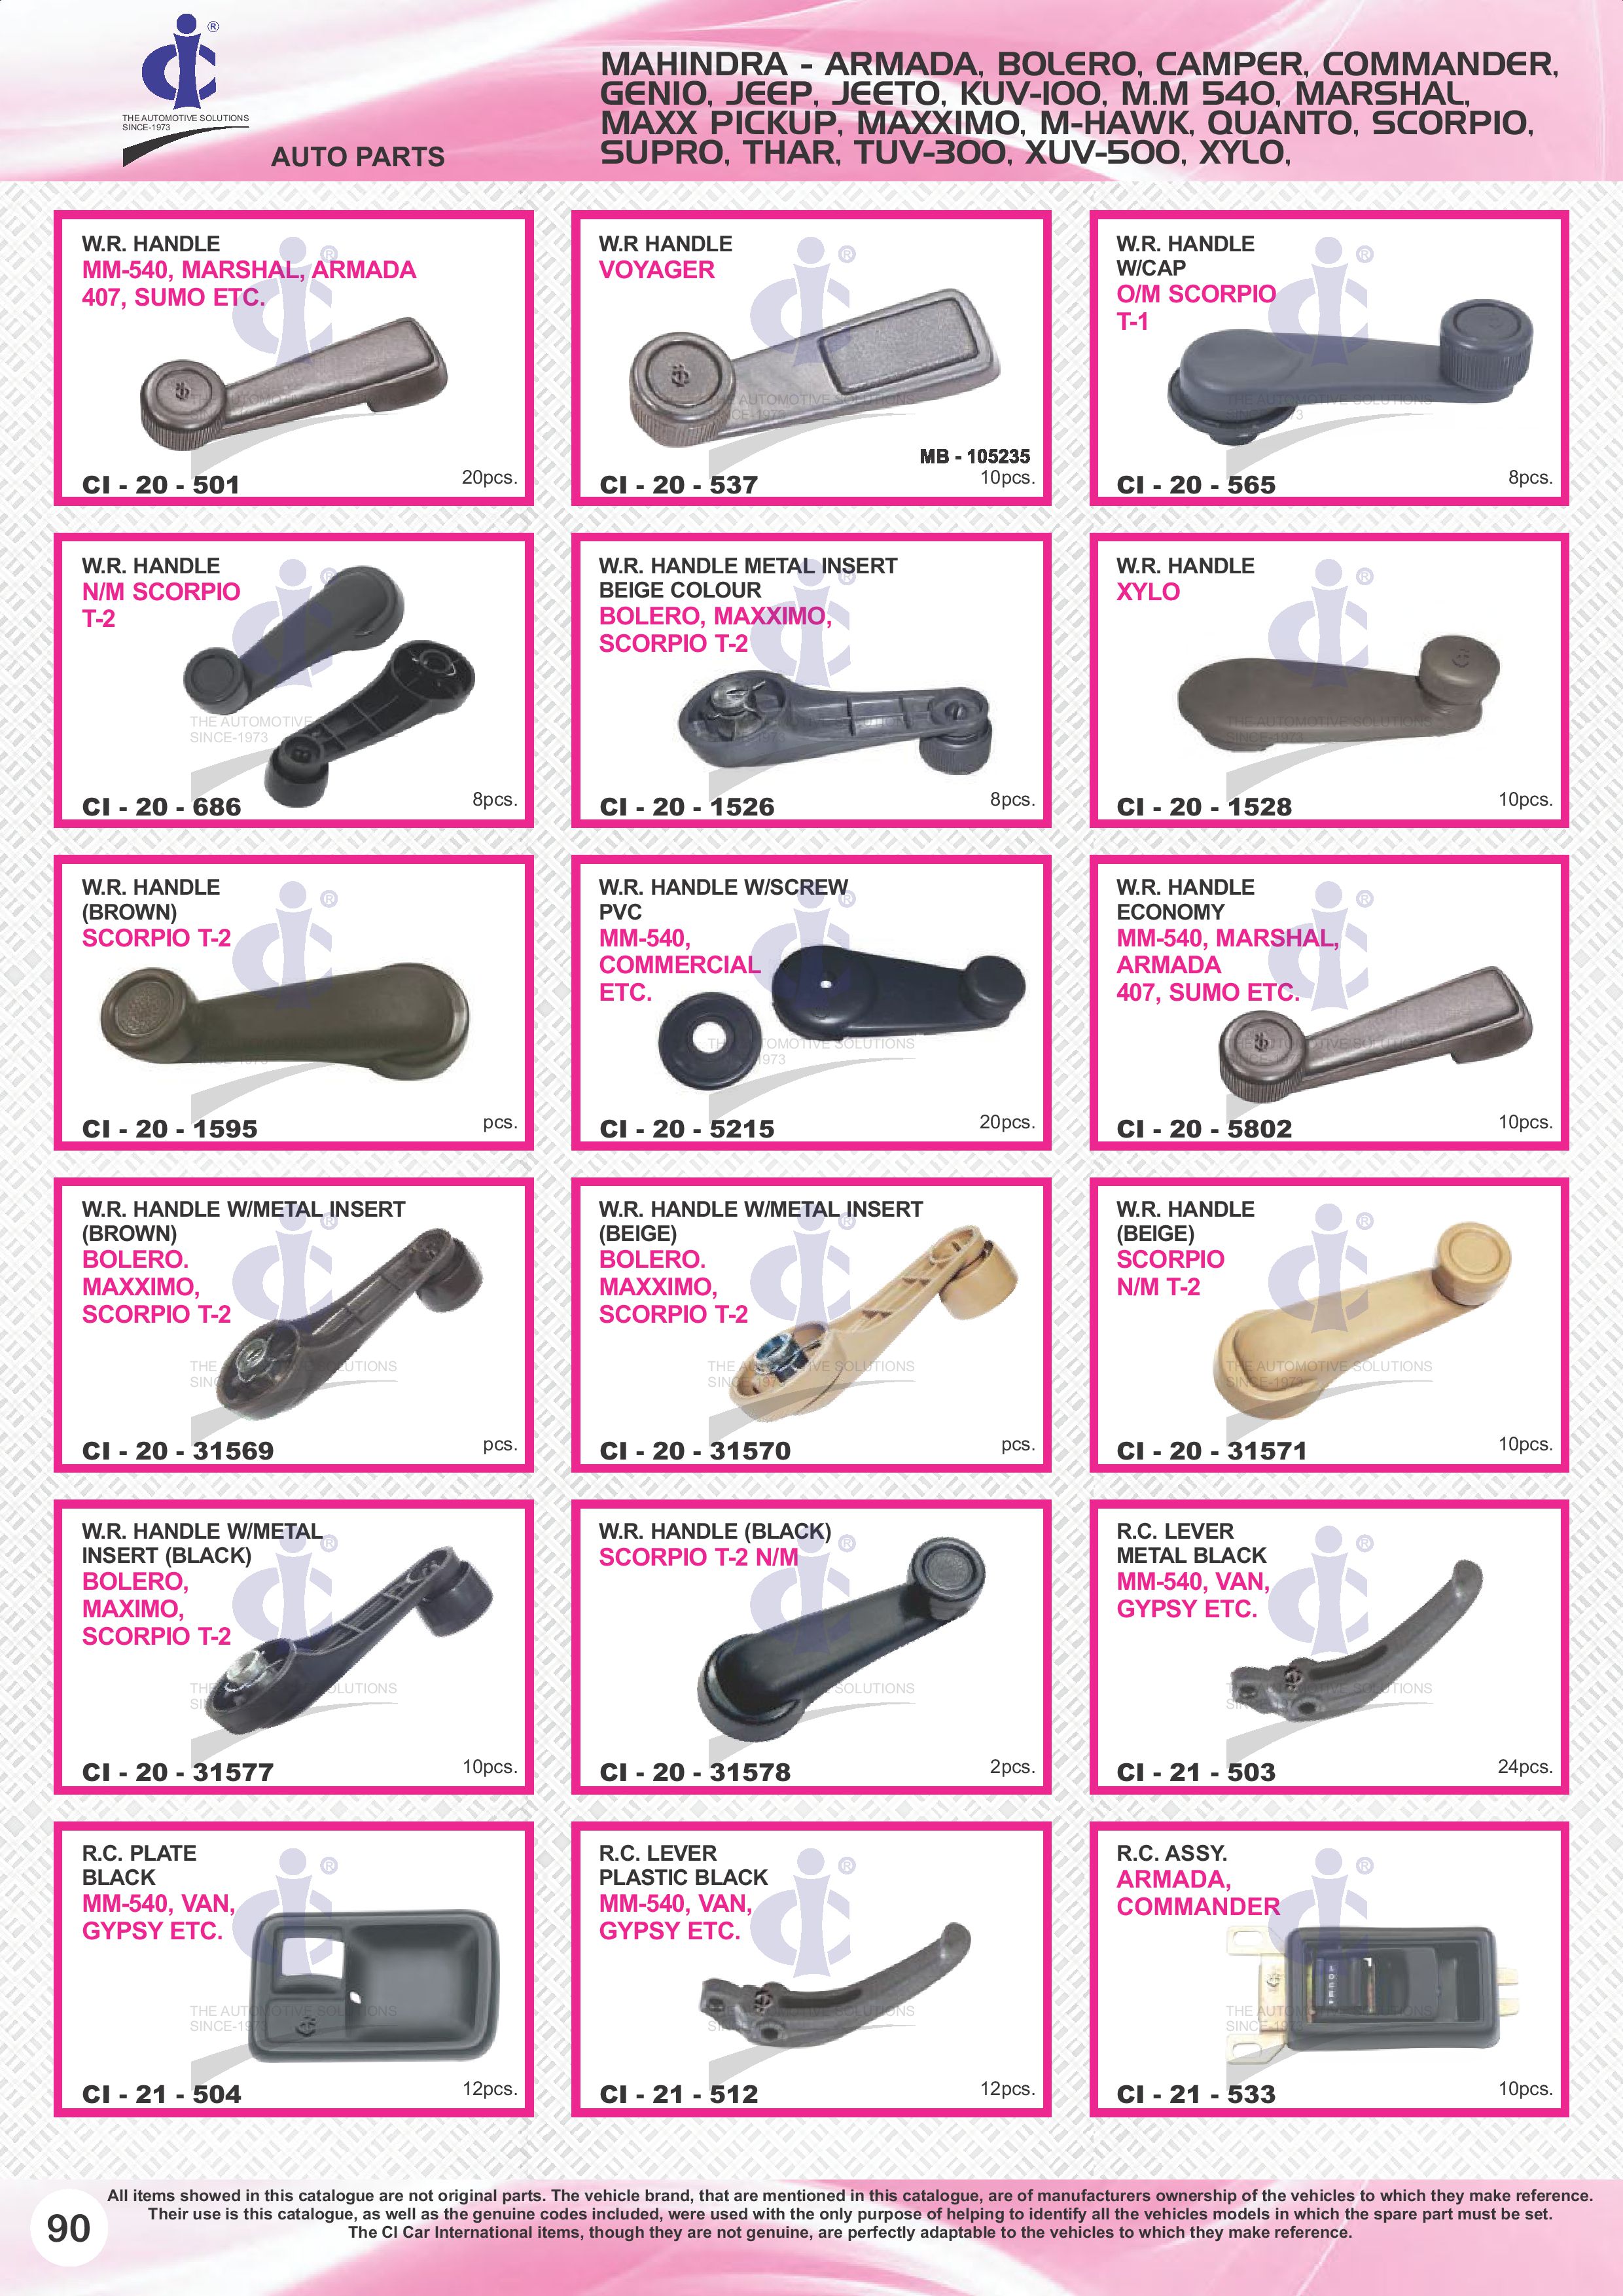 ®
THE AUTOMOTIVE SOLUTIONS
SINCE-1973
AUTO PARTS
MAHINDRA - ARMADA, BOLERO, CAMPER, COMMANDER,
GENIO, JEEP, JEETO, KUV-100, M.M 540, MARSHAL,
MAXX PICKUP, MAXXIMO, M-HAWK, QUANTO, SCORPIO,
SUPRO, THAR, TUV-300, XUV-500, XYLO,
W.R. HANDLE
MM-540, MARSHAL, ARMADA
407, SUMO ETC.
CI - 20 - 501
20pcs.
W.R HANDLE
VOYAGER
MB - 105235
CI - 20 - 537
10pcs.
W.R. HANDLE
W/CAP
O/M SCORPIO
T-1
CI - 20 - 565
8pcs.
W.R. HANDLE
N/M SCORPIO
T-2
CI - 20 - 686
8pcs.
W.R. HANDLE METAL INSERT
BEIGE COLOUR
BOLERO, MAXXIMO,
SCORPIO T-2
CI - 20 - 1526
8pcs.
W.R. HANDLE
XYLO
CI - 20 - 1528
10pcs.
W.R. HANDLE
(BROWN)
SCORPIO T-2
CI - 20 - 1595
pcs.
W.R. HANDLE W/SCREW
PVC
MM-540,
COMMERCIAL
ETC.
CI - 20 - 5215
20pcs.
W.R. HANDLE
ECONOMY
MM-540, MARSHAL,
ARMADA
407, SUMO ETC.
CI - 20 - 5802
10pcs.
W.R. HANDLE W/METAL INSERT
(BROWN)
BOLERO.
MAXXIMO,
SCORPIO T-2
CI - 20 - 31569
pcs.
W.R. HANDLE W/METAL INSERT
(BEIGE)
BOLERO.
MAXXIMO,
SCORPIO T-2
CI - 20 - 31570
pcs.
W.R. HANDLE
(BEIGE)
SCORPIO
N/M T-2
CI - 20 - 31571
10pcs.
W.R. HANDLE W/METAL
INSERT (BLACK)
BOLERO,
MAXIMO,
SCORPIO T-2
CI - 20 - 31577
10pcs.
W.R. HANDLE (BLACK)
SCORPIO T-2 N/M
CI - 20 - 31578
2pcs.
R.C. LEVER
METAL BLACK
MM-540, VAN,
GYPSY ETC.
CI - 21 - 503
24pcs.
R.C. PLATE
BLACK
MM-540, VAN,
GYPSY ETC.
CI - 21 - 504
12pcs.
R.C. LEVER
PLASTIC BLACK
MM-540, VAN,
GYPSY ETC.
CI - 21 - 512
12pcs.
R.C. ASSY.
ARMADA,
COMMANDER
CI - 21 - 533
10pcs.
90
All items showed in this catalogue are not original parts. The vehicle brand, that are mentioned in this catalogue, are of manufacturers ownership of the vehicles to which they make reference.
Their use is this catalogue, as well as the genuine codes included, were used with the only purpose of helping to identify all the vehicles models in which the spare part must be set.
The CI Car International items, though they are not genuine, are perfectly adaptable to the vehicles to which they make reference.